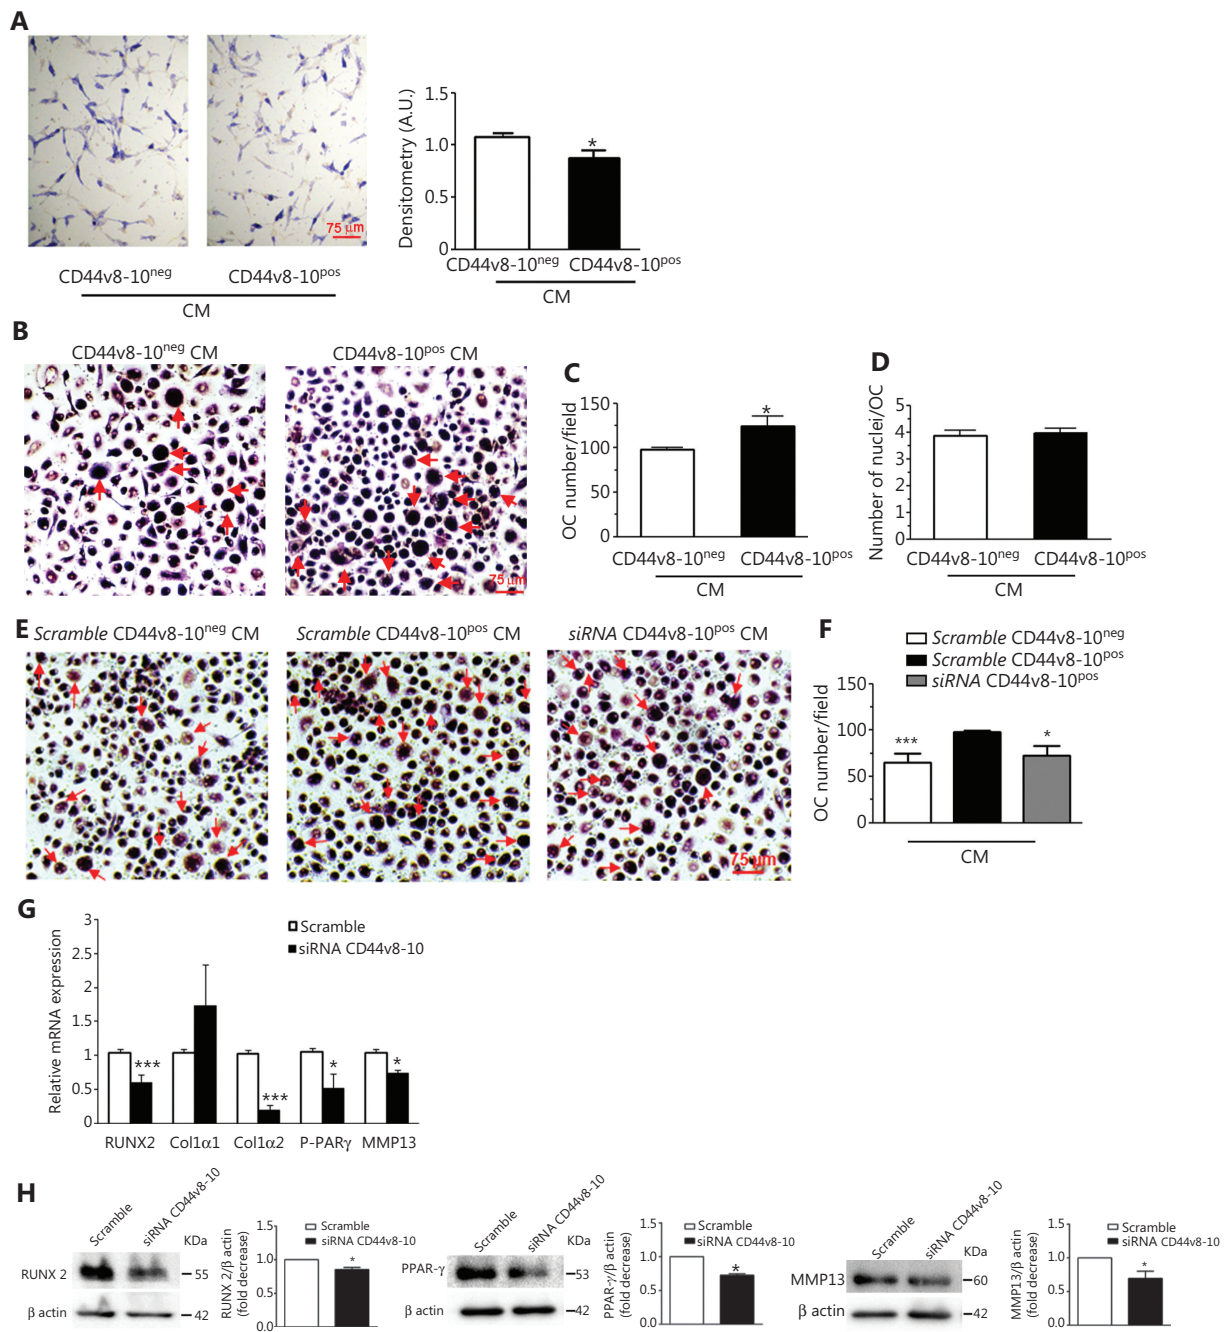 A
75 μm
CD44v8-10neg
CD44v8-10pos
CM
Densitometry (A.U.)
1.5
1.0
0.5
0
*
CD44v8-10neg
CD44v8-10pos
CM
B
CD44v8-10neg CM
CD44v8-10pos CM
75 μm
C
OC number/field
150
100
50
0
*
CD44v8-10neg
CD44v8-10pos
CM
D
Number of nuclei/OC
5
4
3
2
1
0
CD44v8-10neg
CD44v8-10pos
CM
E
Scramble CD44v8-10neg CM
Scramble CD44v8-10pos CM
siRNA CD44v8-10pos CM
75 μm
F
Scramble CD44v8-10neg
Scramble CD44v8-10pos
siRNA CD44v8-10pos
OC number/field
150
100
50
0
***
*
CM
G
Relative mRNA expression
3
2.5
2
1.5
1
0.5
0
Scramble
siRNA CD44v8-10
***
***
*
*
RUNX2
Col1α1
Col1α2
P-PARγ
MMP13
H
Scramble
siRNA CD44v8-10
KDa
RUNX 2
55
β actin
42
RUNX 2/β actin
(fold decrease)
1.5
1.0
0.5
0.0
Scramble
siRNA CD44v8-10
*
Scramble
siRNA CD44v8-10
KDa
PPAR-γ
53
β actin
42
PPAR-γ/β actin
(fold decrease)
1.5
1.0
0.5
0.0
Scramble
siRNA CD44v8-10
*
Scramble
siRNA CD44v8-10
KDa
MMP13
60
β actin
42
MMP13/β actin
(fold decrease)
1.5
1.0
0.5
0.0
Scramble
siRNA CD44v8-10
*